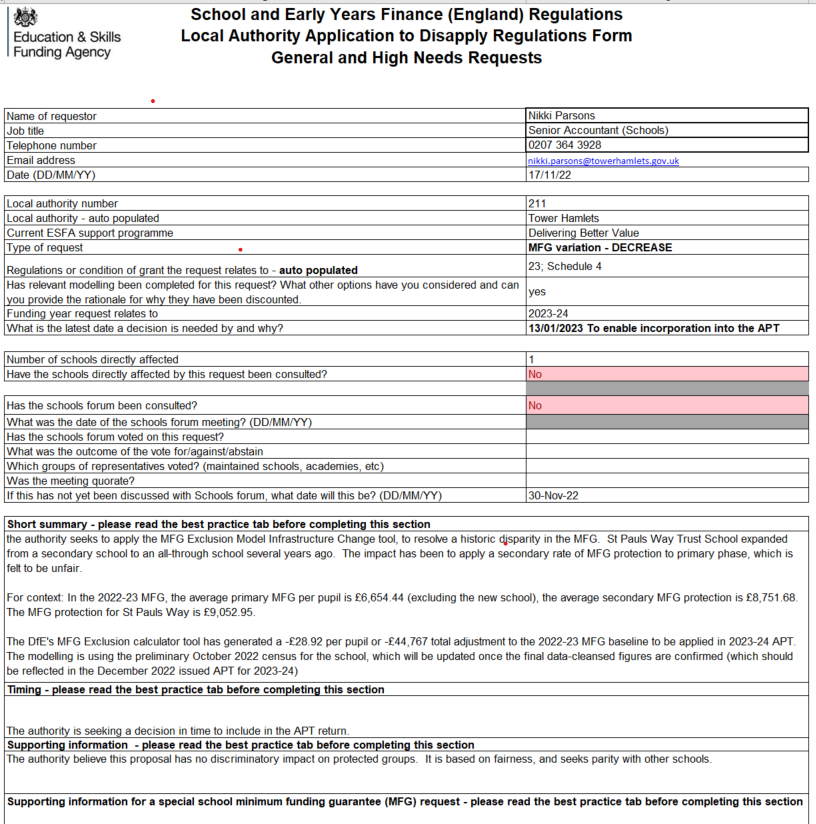 Education & Skills
Funding Agency
School and Early Years Finance (England) Regulations
Local Authority Application to Disapply Regulations Form
General and High Needs Requests
Name of requestor Nikki Parsons
Job title Senior Accountant (Schools)
Telephone number 0207 364 3928
Email address nikki.parsons@towerhamlets.gov.uk
Date (DD/MM/YY) 17/11/22
Local authority number 211
Local authority - auto populated Tower Hamlets
Current ESFA support programme Delivering Better Value
Type of request MFG variation - DECREASE
Regulations or condition of grant the request relates to - auto populated 23; Schedule 4
Has relevant modelling been completed for this request? What other options have you considered and can
you provide the rationale for why they have been discounted. yes
Funding year request relates to 2023-24
What is the latest date a decision is needed by and why? 13/01/2023 To enable incorporation into the APT
Number of schools directly affected 1
Have the schools directly affected by this request been consulted? No
Has the schools forum been consulted? No
What was the date of the schools forum meeting? (DD/MM/YY)
Has the schools forum voted on this request?
What was the outcome of the vote for/against/abstain
Which groups of representatives voted? (maintained schools, academies, etc)
Was the meeting quorate?
If this has not yet been discussed with Schools forum, what date will this be? (DD/MM/YY) 30-Nov-22
Short summary - please read the best practice tab before completing this section
the authority seeks to apply the MFG Exclusion Model Infrastructure Change tool, to resolve a historic disparity in the MFG. St Pauls Way Trust School expanded
from a secondary school to an all-through school several years ago. The impact has been to apply a secondary rate of MFG protection to primary phase, which is
felt to be unfair.
For context: In the 2022-23 MFG, the average primary MFG per pupil is £6,654.44 (excluding the new school), the average secondary MFG protection is £8,751.68.
The MFG protection for St Pauls Way is £9,052.95.
The DfE's MFG Exclusion calculator tool has generated a -£28.92 per pupil or -£44,767 total adjustment to the 2022-23 MFG baseline to be applied in 2023-24 APT.
The modelling is using the preliminary October 2022 census for the school, which will be updated once the final data-cleansed figures are confirmed (which should
be reflected in the December 2022 issued APT for 2023-24)
Timing - please read the best practice tab before completing this section
The authority is seeking a decision in time to include in the APT return.
Supporting information - please read the best practice tab before completing this section
The authority believe this proposal has no discriminatory impact on protected groups. It is based on fairness, and seeks parity with other schools.
Supporting information for a special school minimum funding guarantee (MFG) request - please read the best practice tab before completing this section